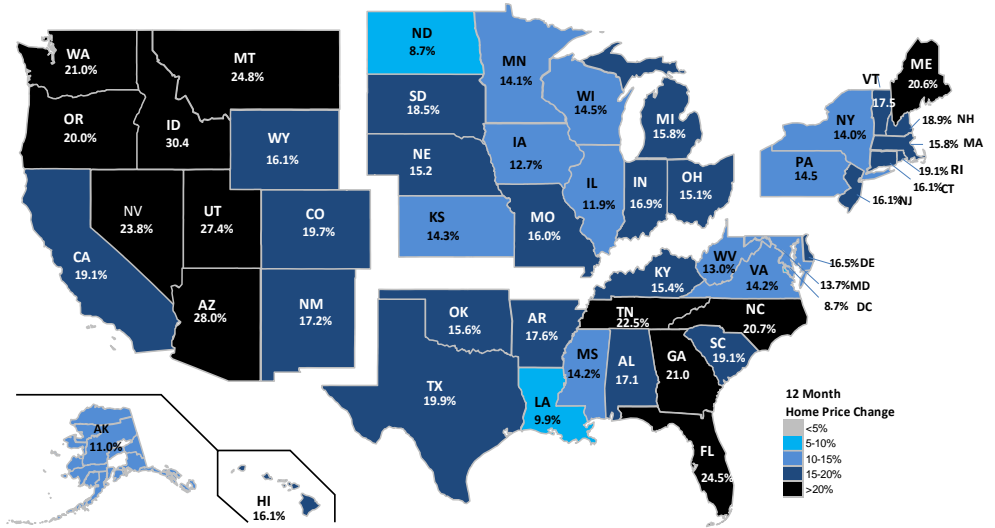 WA
21.0%
OR
20.0%
CA
19.1%
NV
23.8%
ID
30.4
MT
24.8%
WY
16.1%
UT
27.4%
CO
19.7%
AZ
28.0%
NM
17.2%
ND
8.7%
SD
18.5%
NE
15.2
KS
14.3%
OK
15.6%
TX
19.9%
MN
14.1%
IA
12.7%
MO
16.0%
AR
17.6%
LA
9.9%
WI
14.5%
IL
11.9%
MI
15.8%
IN
16.9%
OH
15.1%
KY
15.4%
TN
22.5%
MS
14.2%
AL
17.1
GA
21.0
FL
24.5%
SC
19.1%
NC
20.7%
WV
13.0%
VA
14.2%
PA
14.5
NY
14.0%
VT
17.5
ME
20.6%
18.9% NH
15.8% MA
19.1% RI
16.1% CT
16.1% NJ
16.5% DE
13.7% MD
8.7% DC
AK
11.0%
HI
16.1%
12 Month
Home Price Change
<5%
5-10%
10-15%
15-20%
>20%